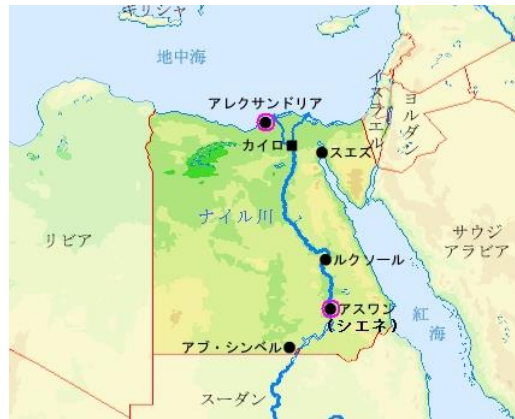 ギリシャ
地中海
アレクサンドリア
イスラエル
ヨルダン
カイロ
スエズ
ナイル川
リビア
サウジ
アラビア
ルクソール
アスワン
(シエネ)
紅海
アブ・シンベル
スーダン